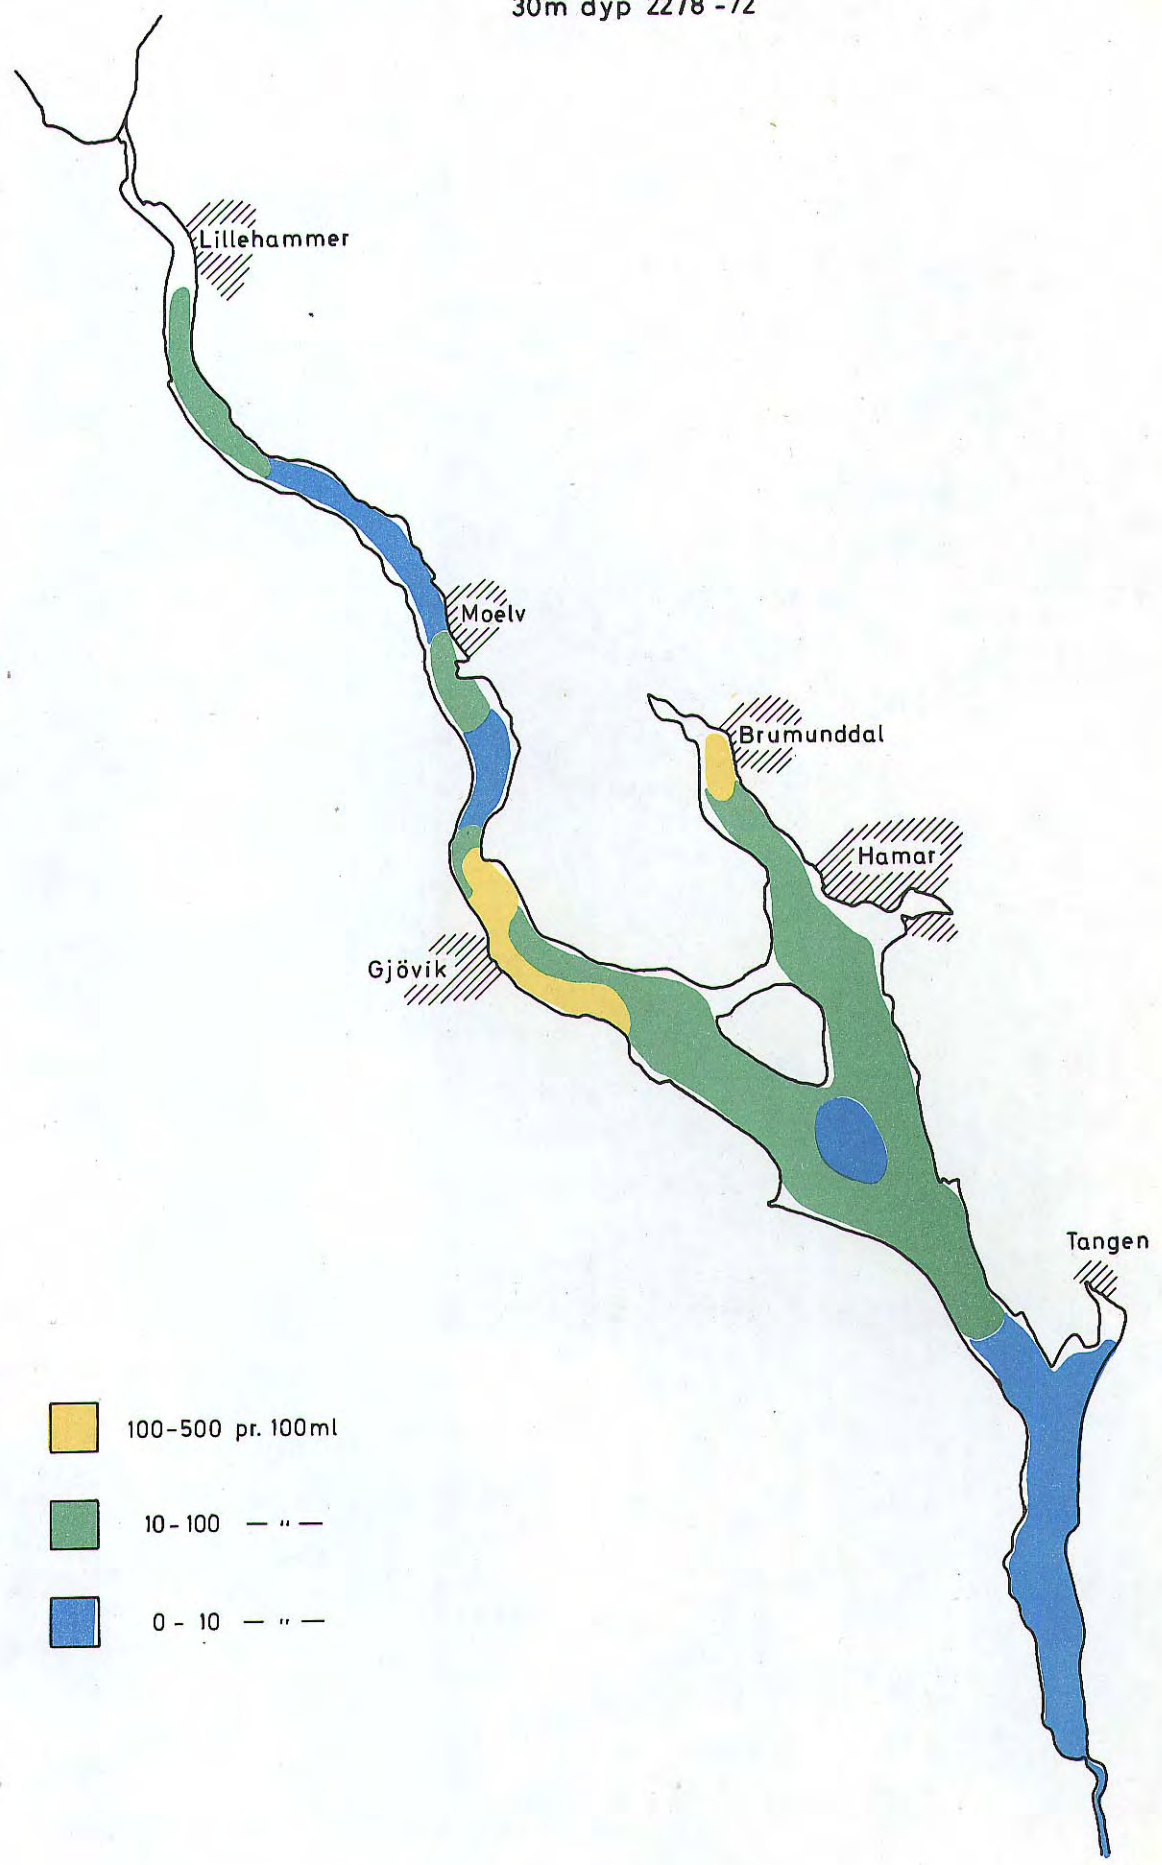 30m dyp 22/8 -72
Lillehammer
Moelv
Brumunddal
Hamar
Gjövik
Tangen
100-500 pr. 100ml
10-100 — " —
0 - 10 — " —